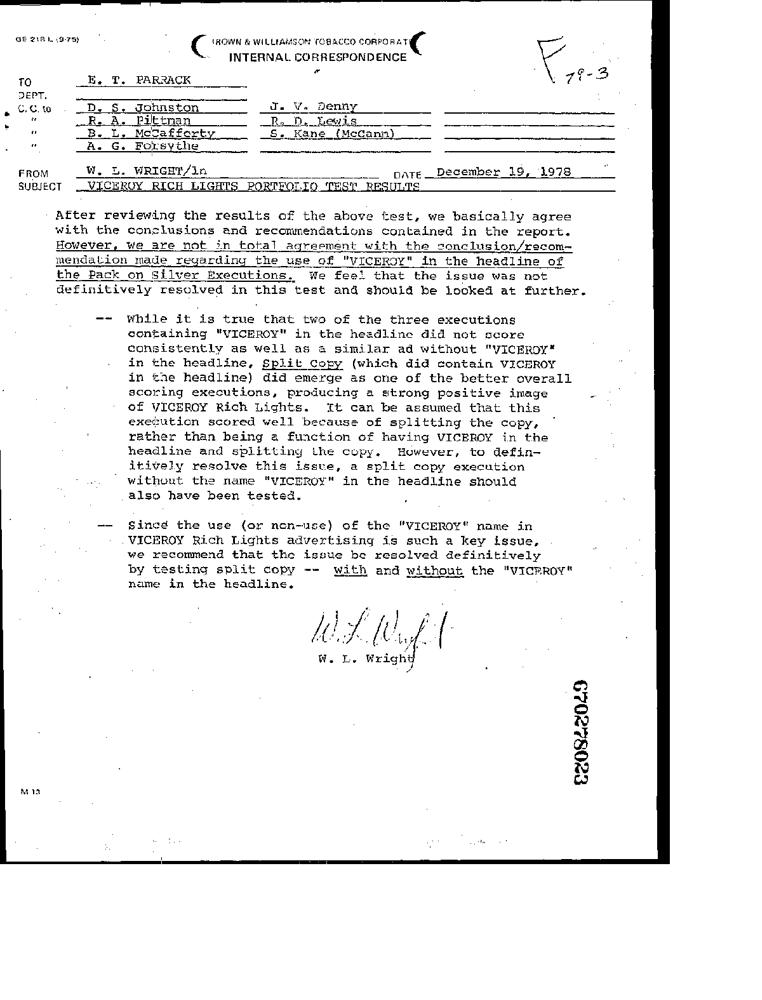 GE 218 L (9-75)
BROWN & WILLIAMSON TOBACCO CORPORATI
INTERNAL CORRESPONDENCE
F 79-3
TO E. T. PARRACK
DEPT.
C. C. to D. S. Johnston J. V. Denny
" R. A. Pittman R. D. Lewis
" B. L. McCafferty S. Kane (McCann)
" A. G. Forsythe
FROM W. L. WRIGHT/ln DATE December 19, 1978
SUBJECT VICEROY RICH LIGHTS PORTFOLIO TEST RESULTS
After reviewing the results of the above test, we basically agree
with the conclusions and recommendations contained in the report.
However, we are not in total agreement with the conclusion/recom-
mendation made regarding the use of "VICEROY" in the headline of
the Pack on Silver Executions. We feel that the issue was not
definitively resolved in this test and should be looked at further.
-- While it is true that two of the three executions
containing "VICEROY" in the headline did not score
consistently as well as a similar ad without "VICEROY"
in the headline, Split Copy (which did contain VICEROY
in the headline) did emerge as one of the better overall
scoring executions, producing a strong positive image
of VICEROY Rich Lights. It can be assumed that this
execution scored well because of splitting the copy,
rather than being a function of having VICEROY in the
headline and splitting the copy. However, to defin-
itively resolve this issue, a split copy execution
without the name "VICEROY" in the headline should
also have been tested.
-- Since the use (or non-use) of the "VICEROY" name in
VICEROY Rich Lights advertising is such a key issue,
we recommend that the issue be resolved definitively
by testing split copy -- with and without the "VICEROY"
name in the headline.
W. L. Wright
W. L. Wright
670278023
M 13